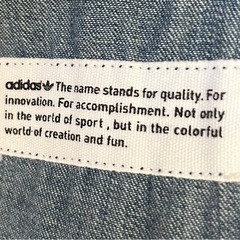 adidas The name stands for quality. For
innovation. For accomplishment. Not only
in the world of sport , but in the colorful
world of creation and fun.